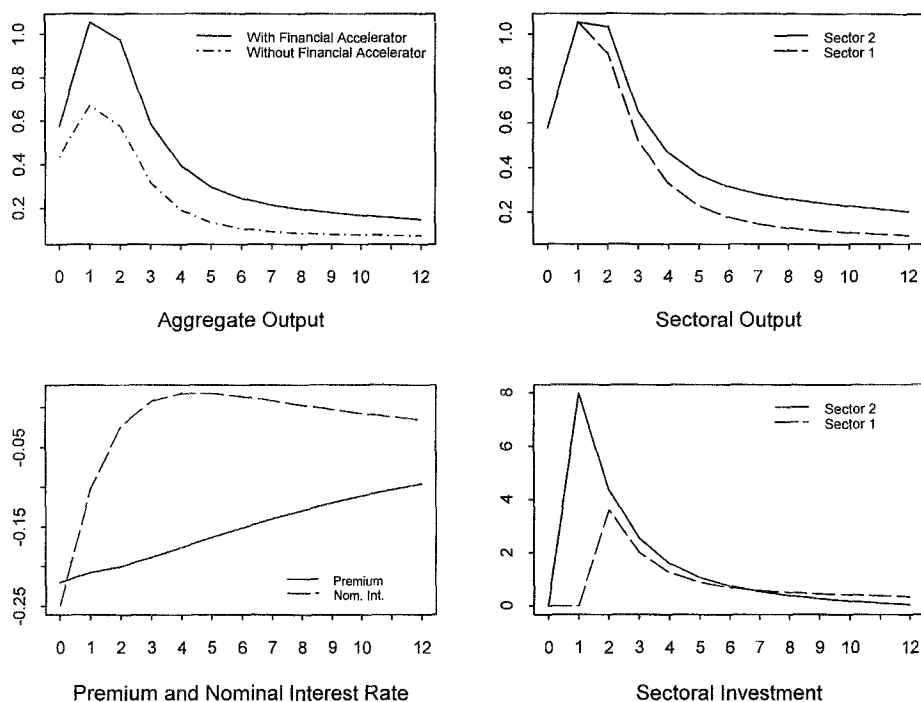 With Financial Accelerator
Without Financial Accelerator
0.2 0.4 0.6 0.8 1.0
0 1 2 3 4 5 6 7 8 9 10 12
Aggregate Output
Sector 2
Sector 1
0.2 0.4 0.6 0.8 1.0
0 1 2 3 4 5 6 7 8 9 10 12
Sectoral Output
Premium
Nom. Int.
-0.25 -0.15 -0.05
0 1 2 3 4 5 6 7 8 9 10 12
Premium and Nominal Interest Rate
Sector 2
Sector 1
0 2 4 6 8
0 1 2 3 4 5 6 7 8 9 10 12
Sectoral Investment